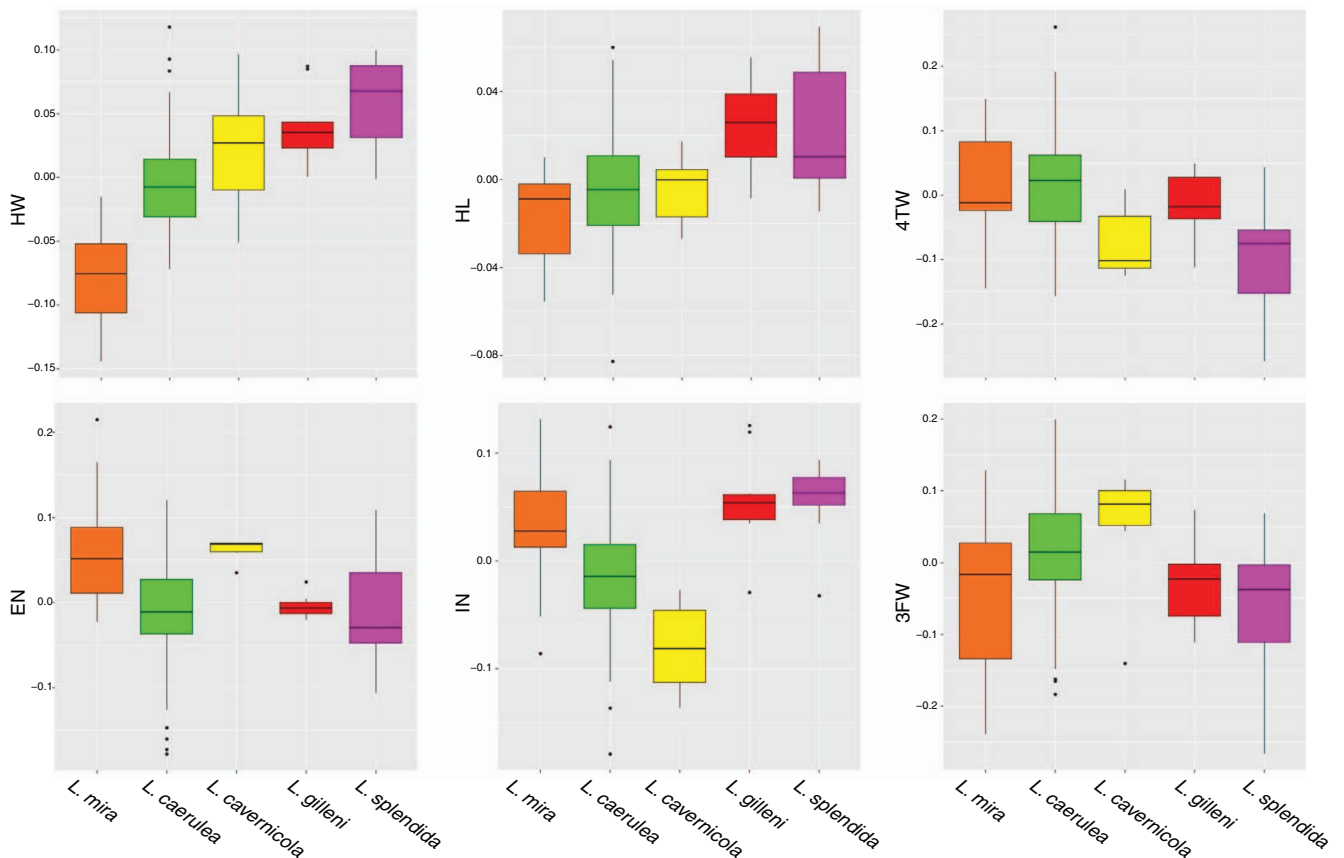 HW
0.10
0.05
0.00
−0.05
−0.10
−0.15
HL
0.04
0.00
−0.04
−0.08
4TW
0.2
0.1
0.0
−0.1
−0.2
EN
0.2
0.1
0.0
−0.1
IN
0.1
0.0
−0.1
3FW
0.2
0.1
0.0
−0.1
−0.2
L. mira
L. caerulea
L. cavernicola
L. gilleni
L. splendida
L. mira
L. caerulea
L. cavernicola
L. gilleni
L. splendida
L. mira
L. caerulea
L. cavernicola
L. gilleni
L. splendida